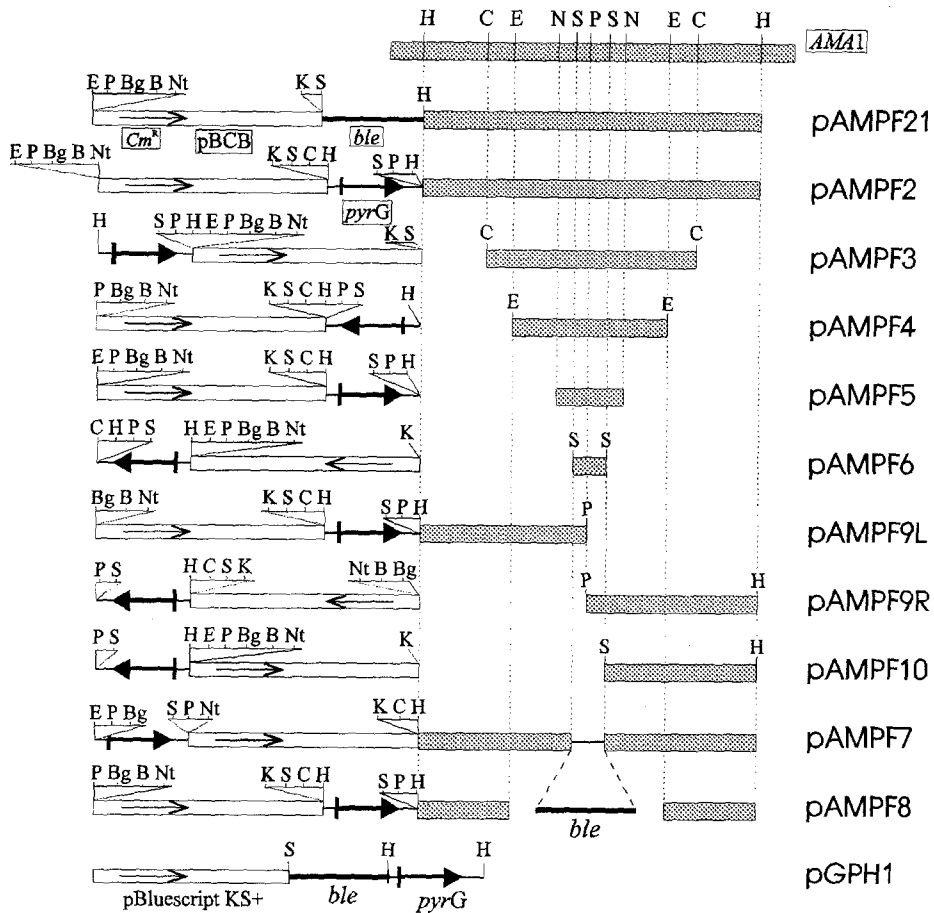 H C E N S P S N E C H
AMA1
E P Bg B Nt K S H pAMPF21
Cm^R pBCB ble
E P Bg B Nt K S C H S P H pAMPF2
pyrG
H S P H E P Bg B Nt K S C C pAMPF3
P Bg B Nt K S C H P S H E E pAMPF4
E P Bg B Nt K S C H S P H pAMPF5
C H P S H E P Bg B Nt K S S pAMPF6
Bg B Nt K S C H S P H P pAMPF9L
P S H C S K Nt B Bg P H pAMPF9R
P S H E P Bg B Nt K S H pAMPF10
E P Bg S P Nt K C H pAMPF7
P Bg B Nt K S C H S P H pAMPF8
ble
S H H pGPH1
pBluescript KS+ ble pyrG